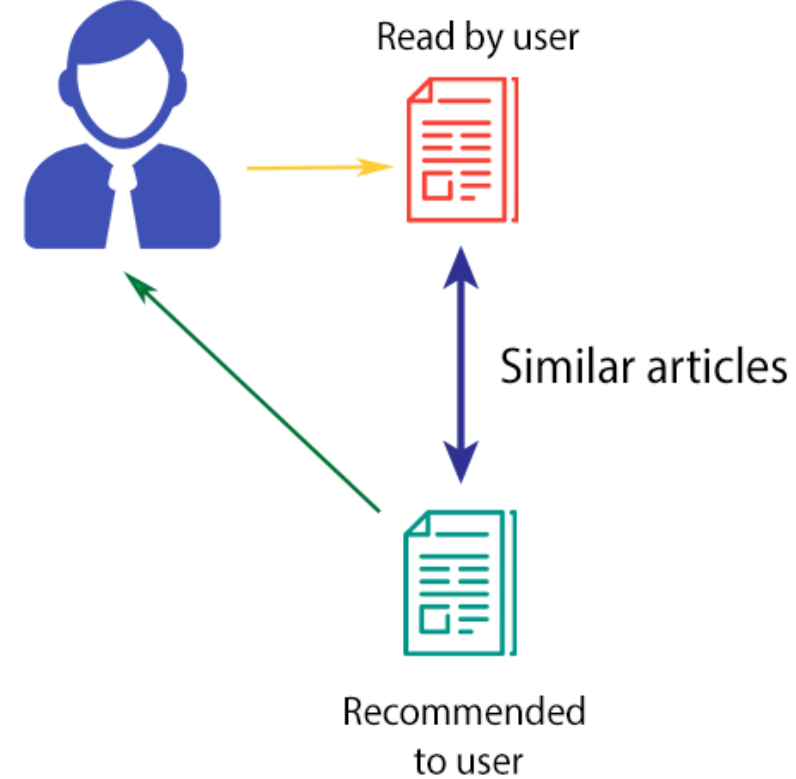 Read by user
Similar articles
Recommended
to user